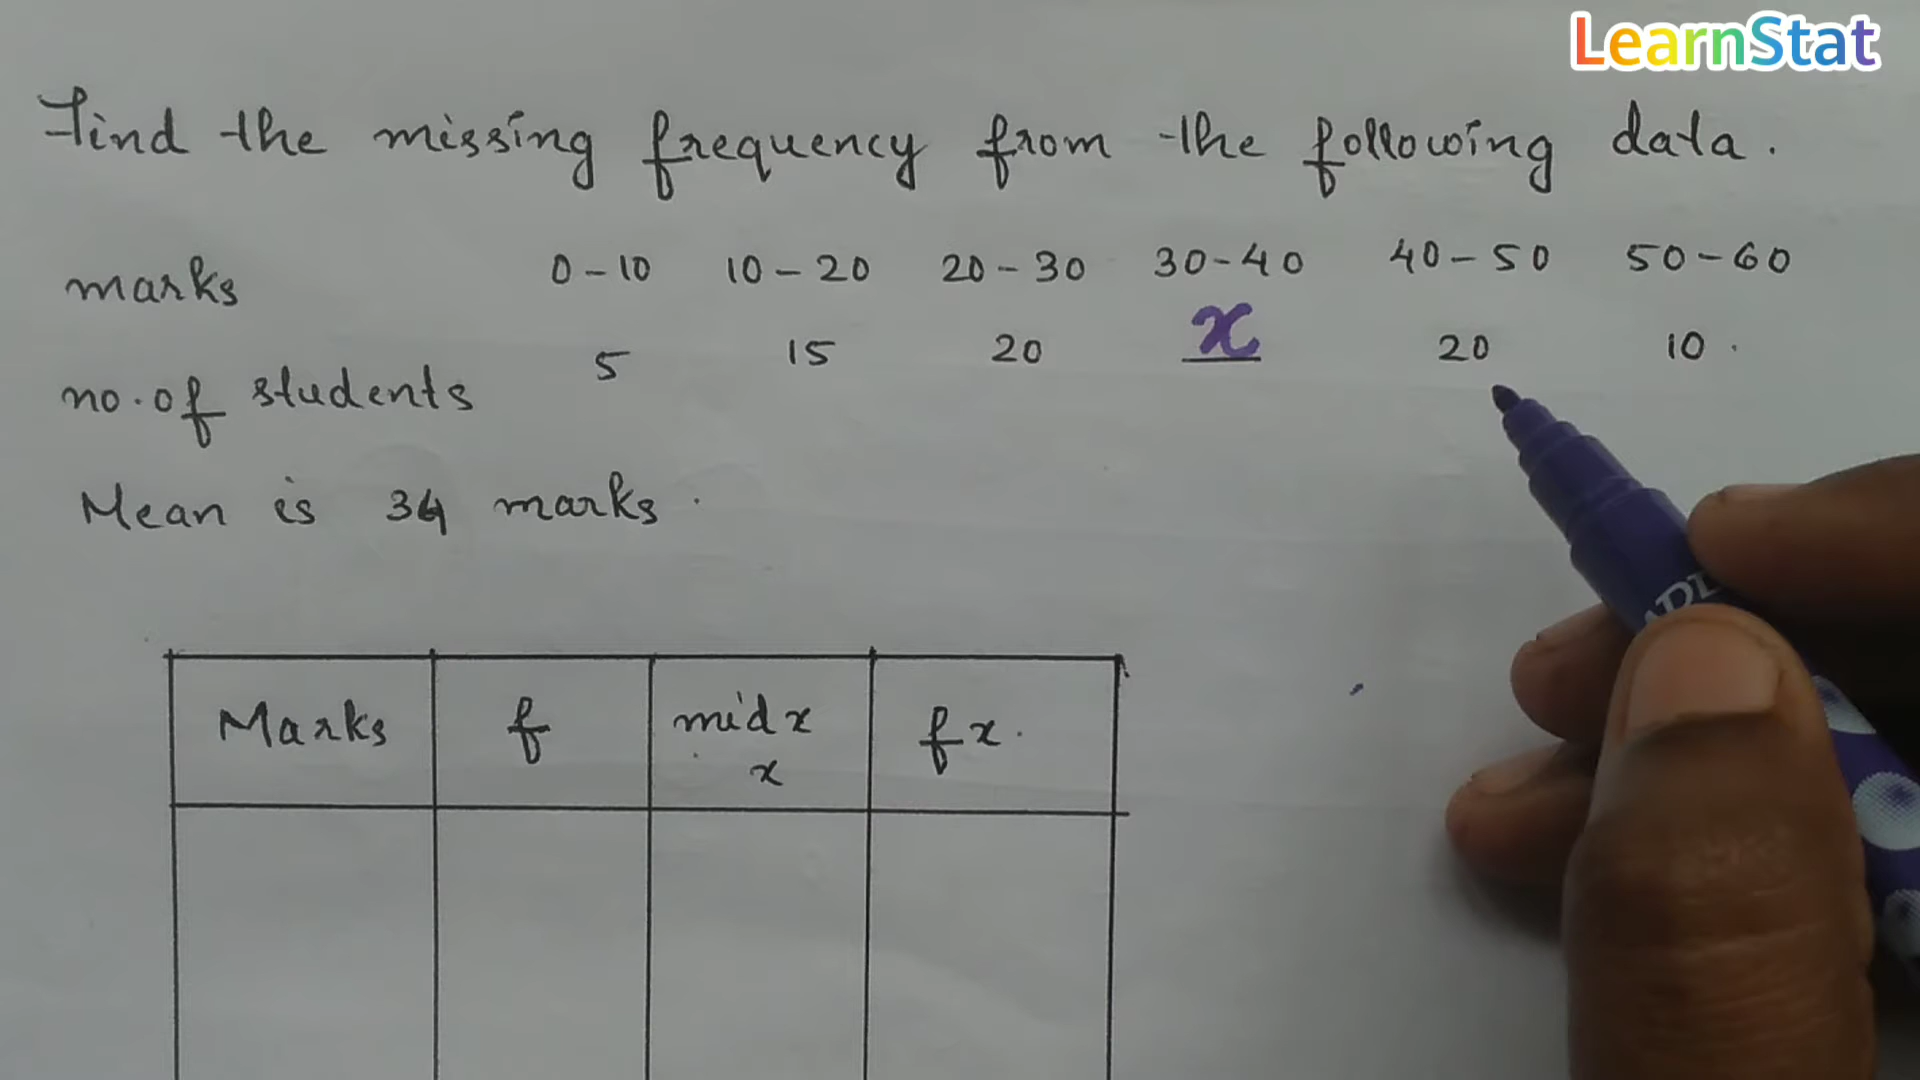 LearnStat
Find the missing frequency from the following data.
marks 0-10 10-20 20-30 30-40 40-50 50-60
no. of students 5 15 20 x 20 10.
Mean is 34 marks.
Marks f mid x fx.
x